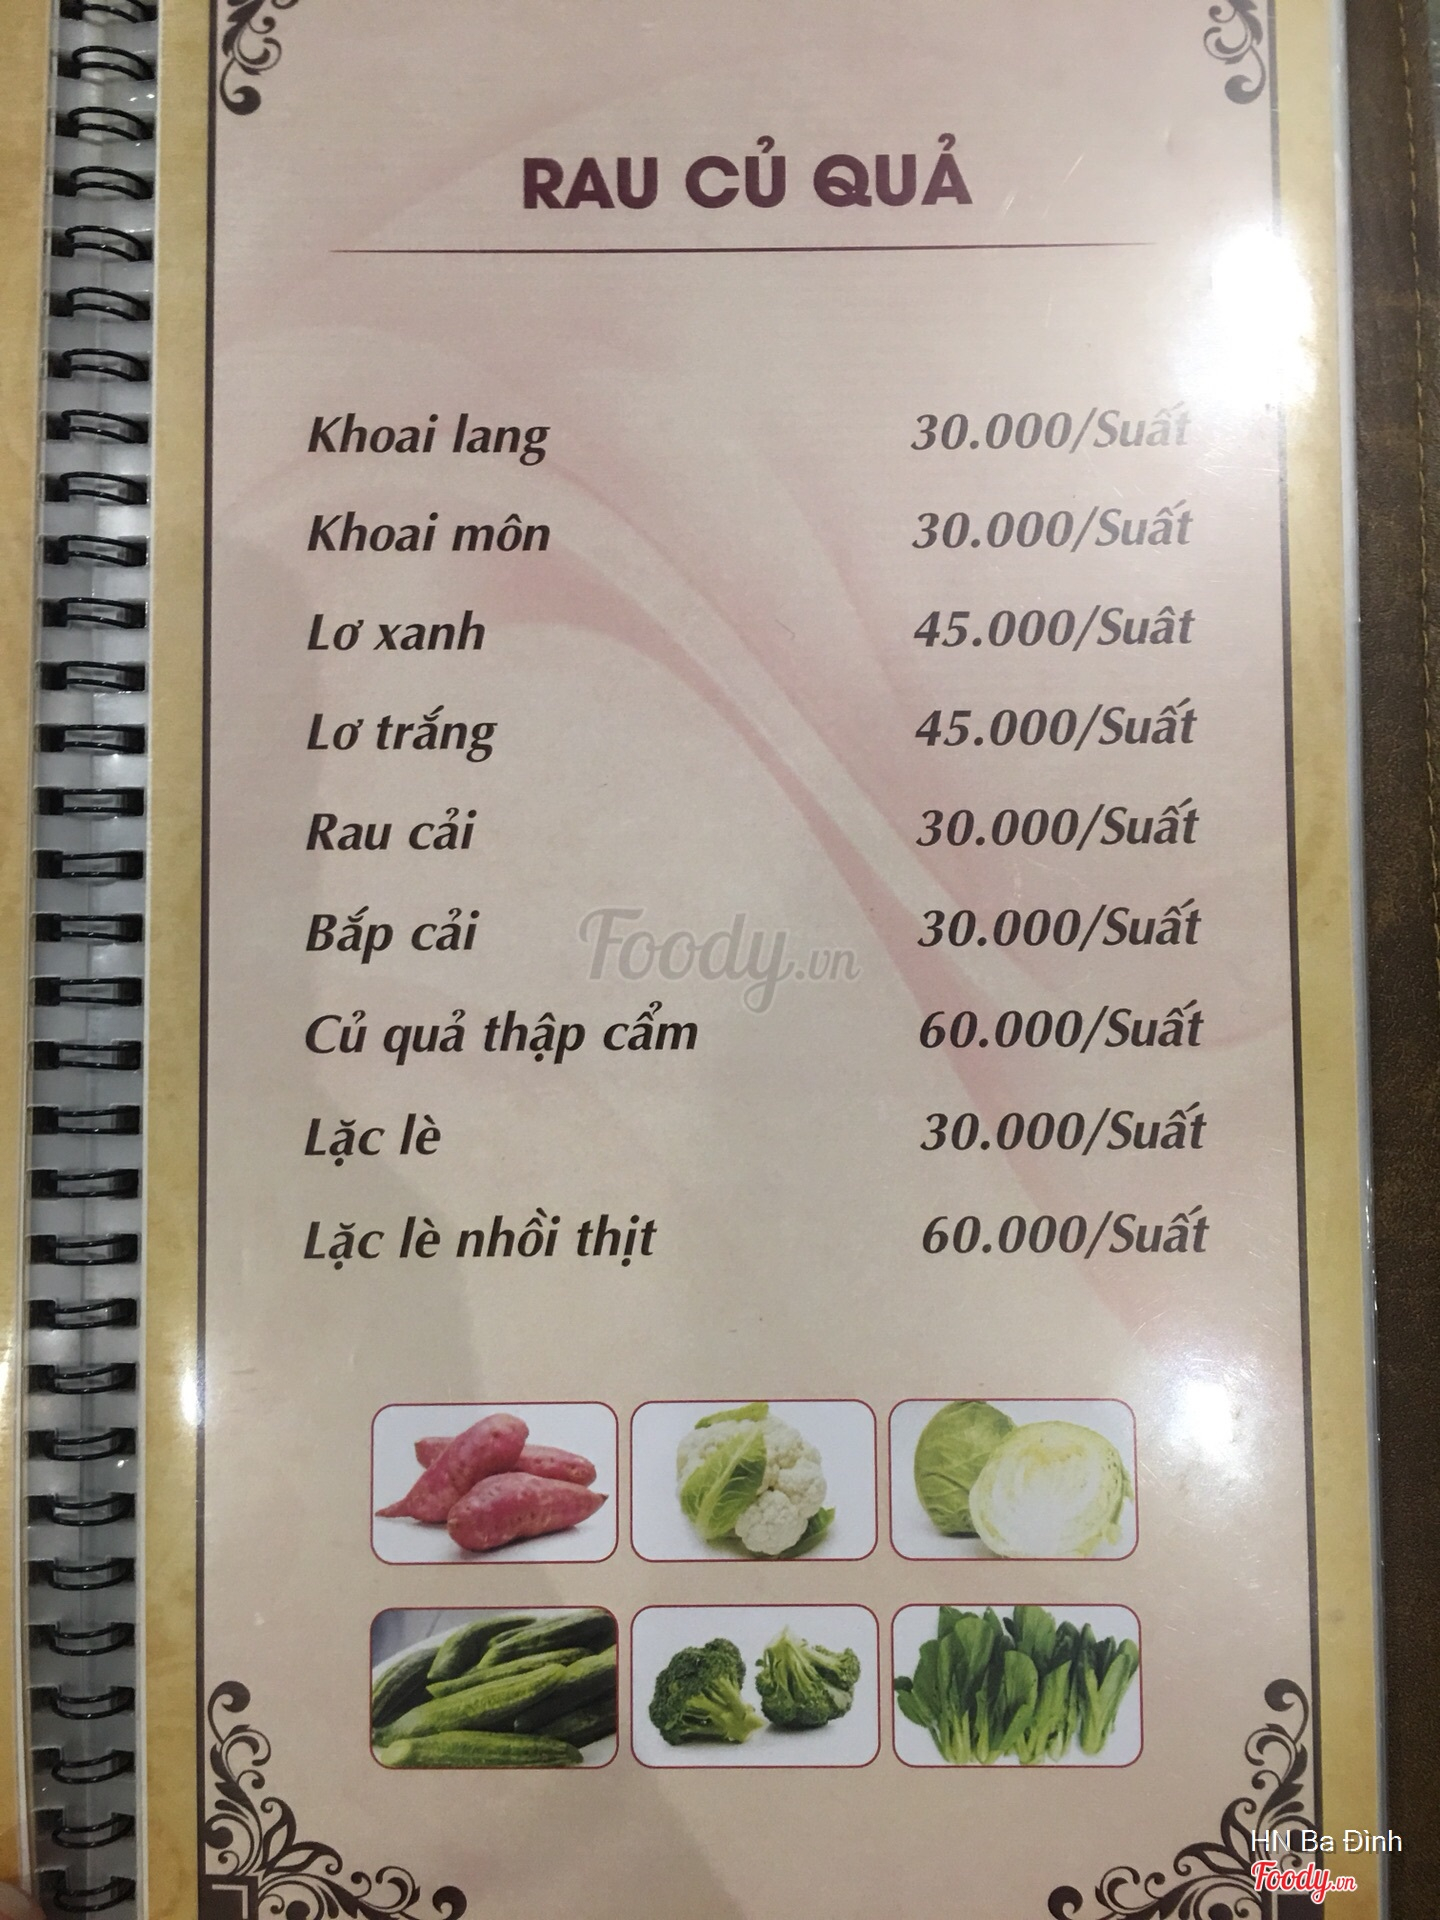 RAU CỦ QUẢ
Khoai lang 30.000/Suất
Khoai môn 30.000/Suất
Lơ xanh 45.000/Suât
Lơ trắng 45.000/Suất
Rau cải 30.000/Suất
Bắp cải 30.000/Suất
Foody.vn
Củ quả thập cẩm 60.000/Suất
Lặc lè 30.000/Suất
Lặc lè nhồi thịt 60.000/Suất
HN Ba Đình
Foody.vn